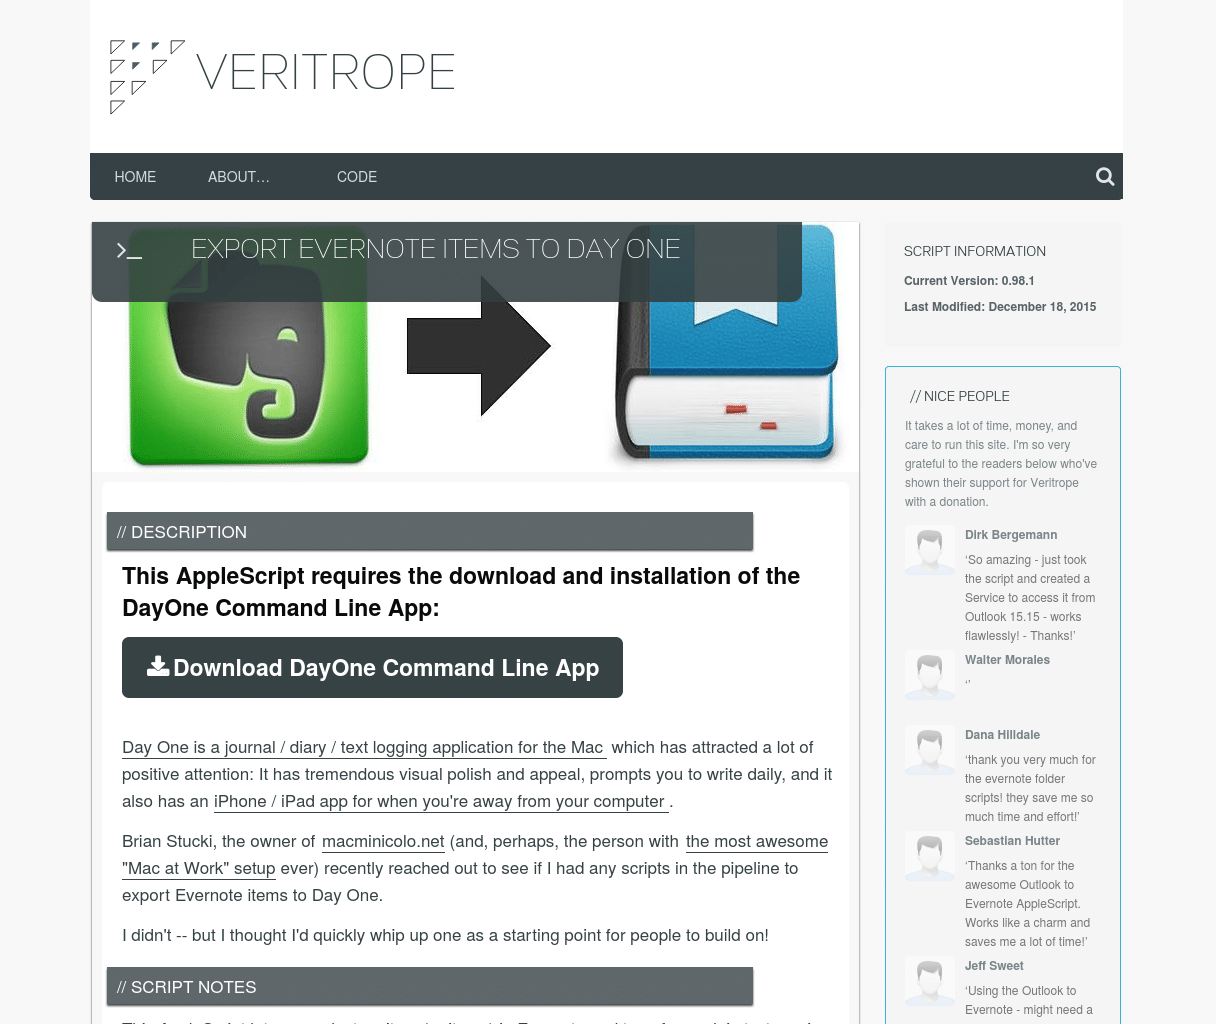 VERITROPE
HOME ABOUT... CODE
>_ EXPORT EVERNOTE ITEMS TO DAY ONE
// DESCRIPTION
This AppleScript requires the download and installation of the
DayOne Command Line App:
Download DayOne Command Line App
Day One is a journal / diary / text logging application for the Mac which has attracted a lot of
positive attention: It has tremendous visual polish and appeal, prompts you to write daily, and it
also has an iPhone / iPad app for when you're away from your computer .
Brian Stucki, the owner of macminicolo.net (and, perhaps, the person with the most awesome
"Mac at Work" setup ever) recently reached out to see if I had any scripts in the pipeline to
export Evernote items to Day One.
I didn't -- but I thought I'd quickly whip up one as a starting point for people to build on!
// SCRIPT NOTES
SCRIPT INFORMATION
Current Version: 0.98.1
Last Modified: December 18, 2015
// NICE PEOPLE
It takes a lot of time, money, and
care to run this site. I'm so very
grateful to the readers below who've
shown their support for Veritrope
with a donation.
Dirk Bergemann
‘So amazing - just took
the script and created a
Service to access it from
Outlook 15.15 - works
flawlessly! - Thanks!’
Walter Morales
‘’
Dana Hilldale
‘thank you very much for
the evernote folder
scripts! they save me so
much time and effort!’
Sebastian Hutter
‘Thanks a ton for the
awesome Outlook to
Evernote AppleScript.
Works like a charm and
saves me a lot of time!’
Jeff Sweet
‘Using the Outlook to
Evernote - might need a